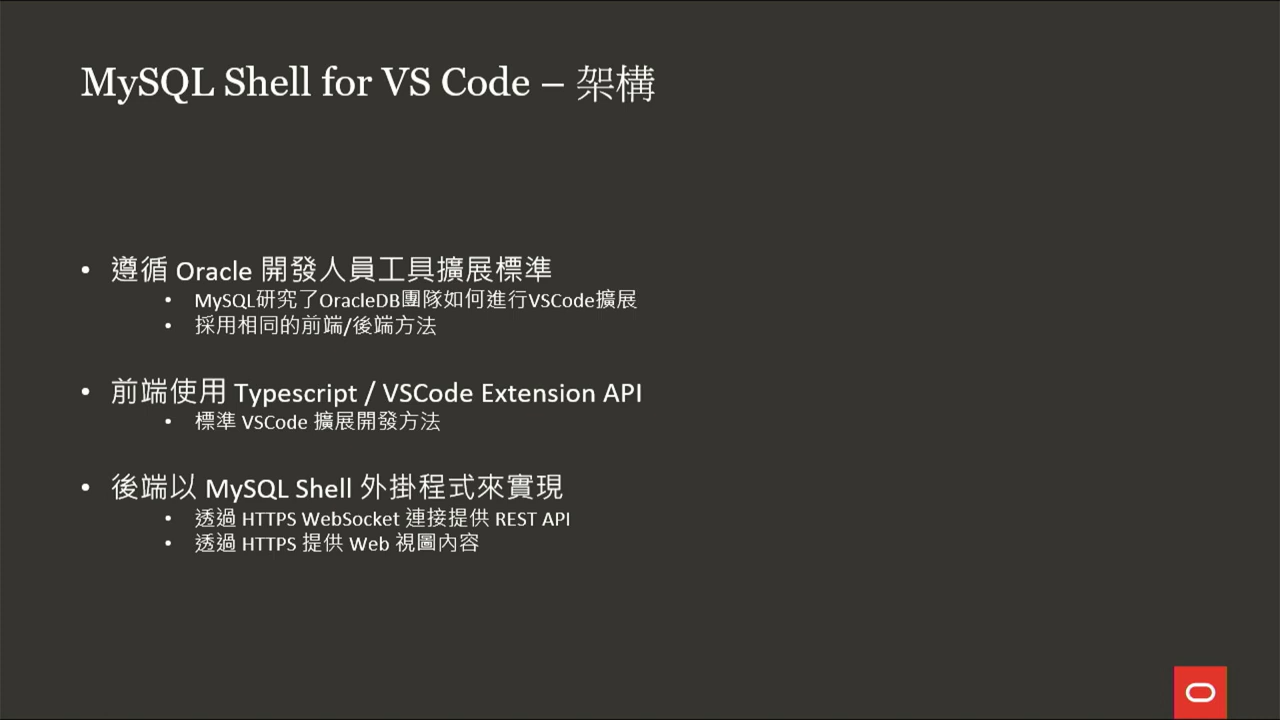 MySQL Shell for VS Code – 架構
• 遵循 Oracle 開發人員工具擴展標準
• MySQL研究了OracleDB團隊如何進行VSCode擴展
• 採用相同的前端/後端方法
• 前端使用 Typescript / VSCode Extension API
• 標準 VSCode 擴展開發方法
• 後端以 MySQL Shell 外掛程式來實現
• 透過 HTTPS WebSocket 連接提供 REST API
• 透過 HTTPS 提供 Web 視圖內容